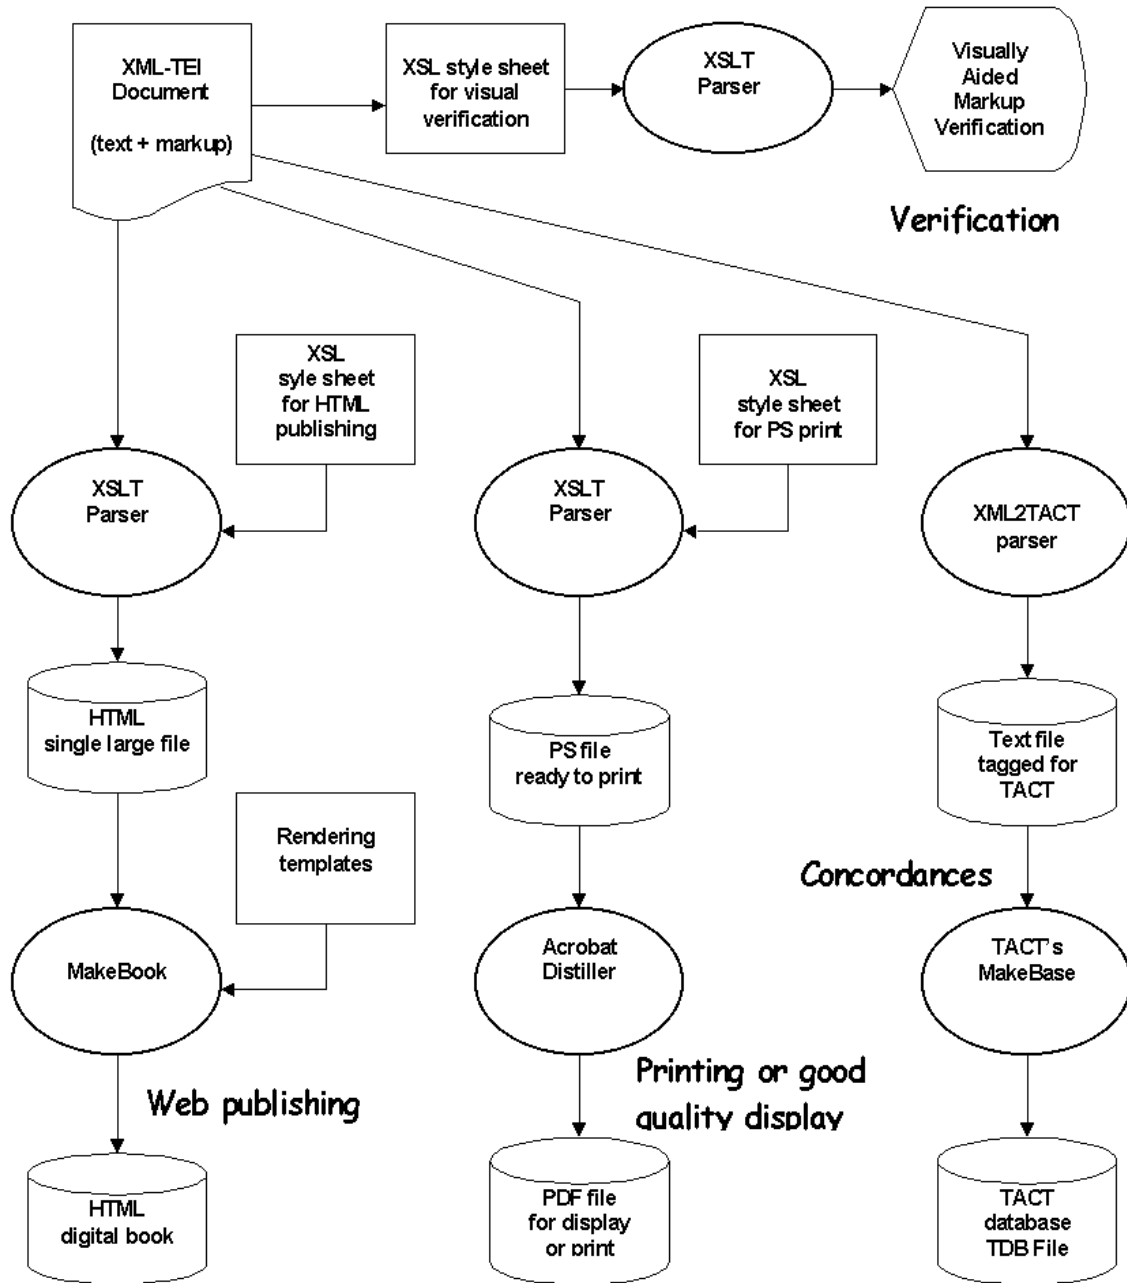 XML-TEI
Document
(text + markup)
XSL style sheet
for visual
verification
XSLT
Parser
Visually
Aided
Markup
Verification
Verification
XSL
syle sheet
for HTML
publishing
XSL
style sheet
for PS print
XSLT
Parser
XSLT
Parser
XML2TACT
parser
HTML
single large file
PS file
ready to print
Text file
tagged for
TACT
Rendering
templates
Concordances
MakeBook
Acrobat
Distiller
TACT's
MakeBase
Web publishing
Printing or good
quality display
HTML
digital book
PDF file
for display
or print
TACT
database
TDB File